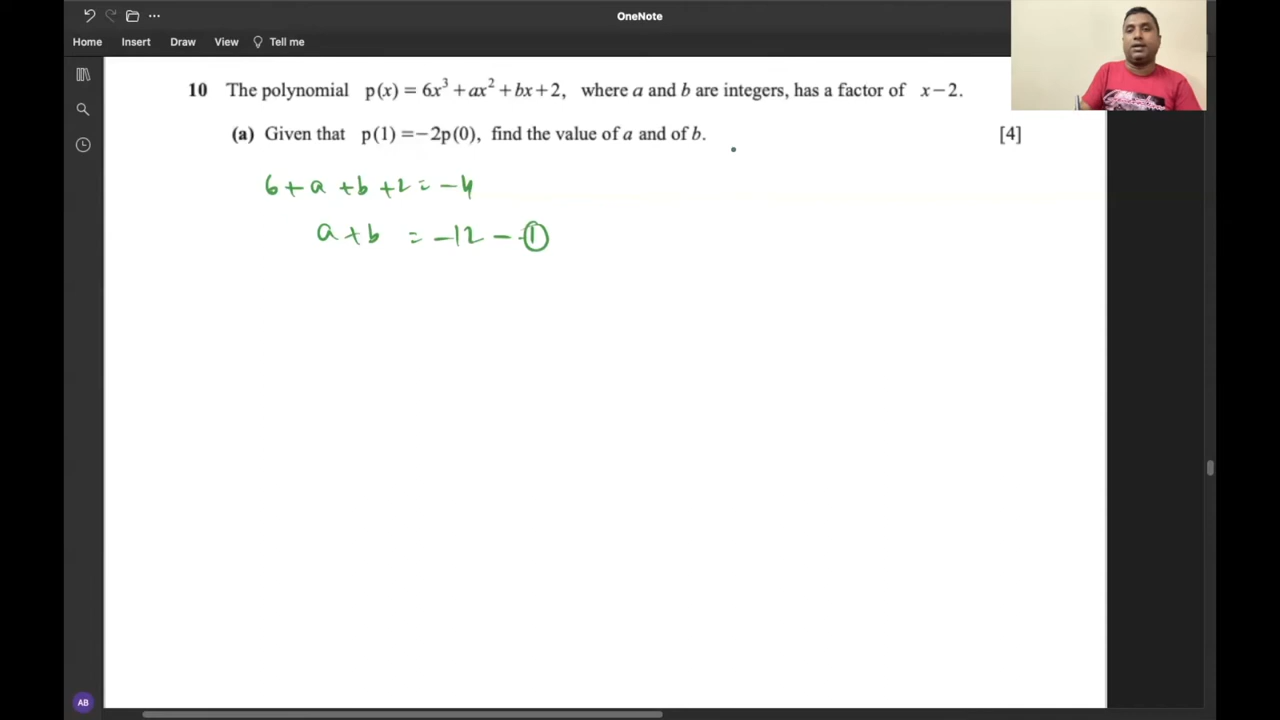 OneNote
Home Insert Draw View Tell me
10 The polynomial p(x) = 6x³ + ax² + bx + 2, where a and b are integers, has a factor of x − 2.
(a) Given that p(1) = −2p(0), find the value of a and of b. [4]
6 + a + b + 2 = −4
a + b = −12 — ①
AB